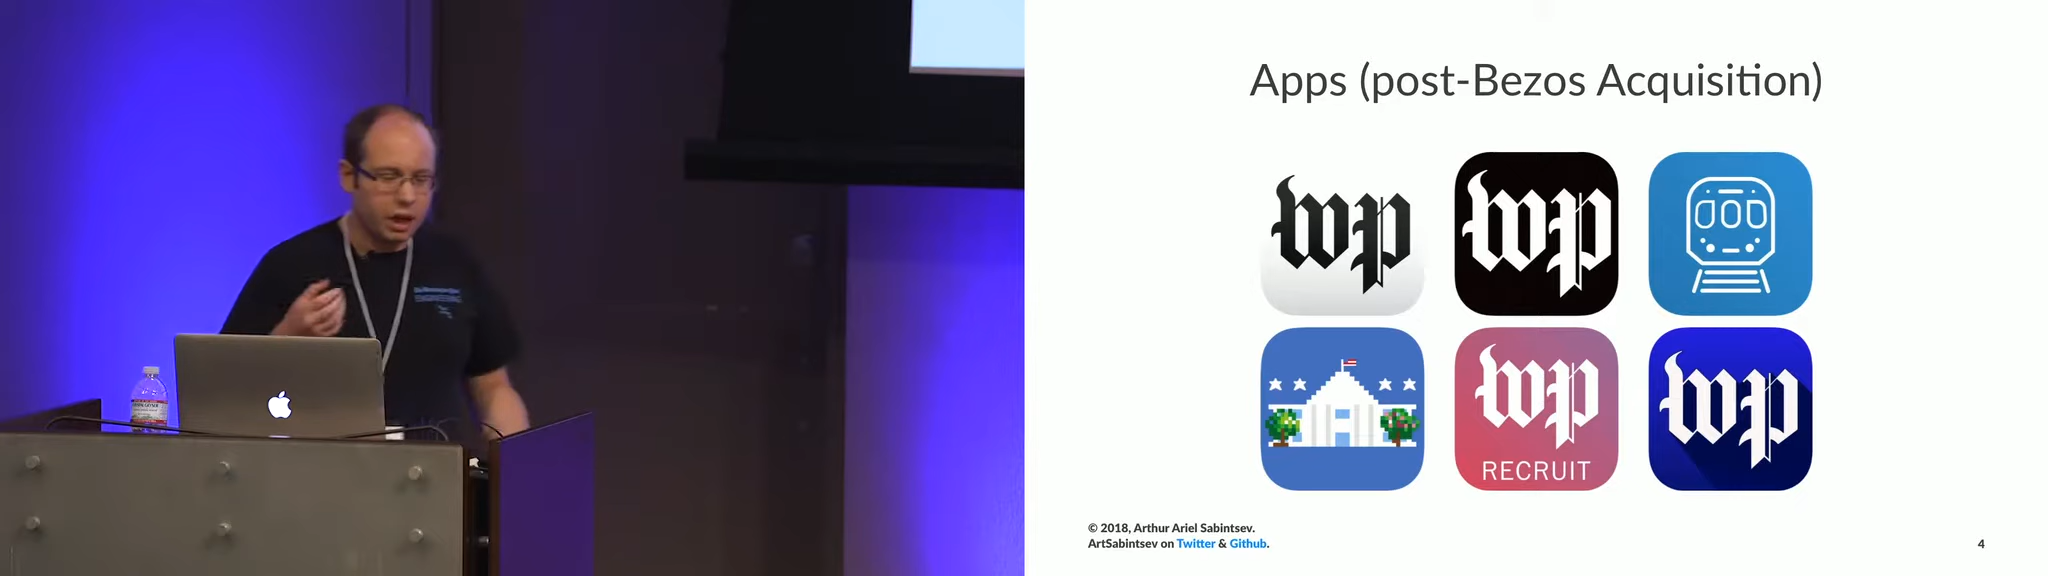 Apps (post-Bezos Acquisition)
wp
wp
wp
RECRUIT
wp
© 2018, Arthur Ariel Sabintsev.
ArtSabintsev on Twitter & Github.
4